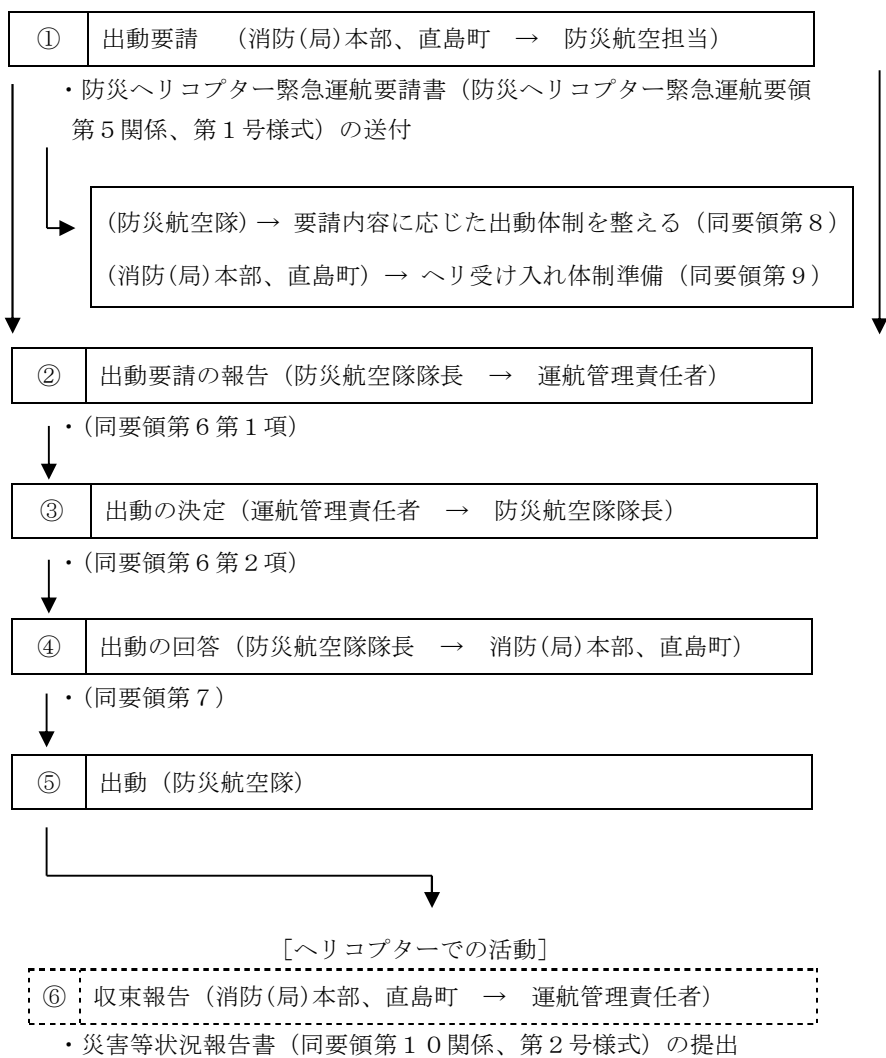 ① 出動要請　(消防(局)本部、直島町　→　防災航空担当)
・防災ヘリコプター緊急運航要請書(防災ヘリコプター緊急運航要領
第5関係、第1号様式)の送付
(防災航空隊)→ 要請内容に応じた出動体制を整える(同要領第8)
(消防(局)本部、直島町)→ ヘリ受け入れ体制準備(同要領第9)
② 出動要請の報告(防災航空隊隊長　→　運航管理責任者)
・(同要領第6第1項)
③ 出動の決定(運航管理責任者　→　防災航空隊隊長)
・(同要領第6第2項)
④ 出動の回答(防災航空隊隊長　→　消防(局)本部、直島町)
・(同要領第7)
⑤ 出動(防災航空隊)
[ヘリコプターでの活動]
⑥ 収束報告(消防(局)本部、直島町　→　運航管理責任者)
・災害等状況報告書(同要領第10関係、第2号様式)の提出